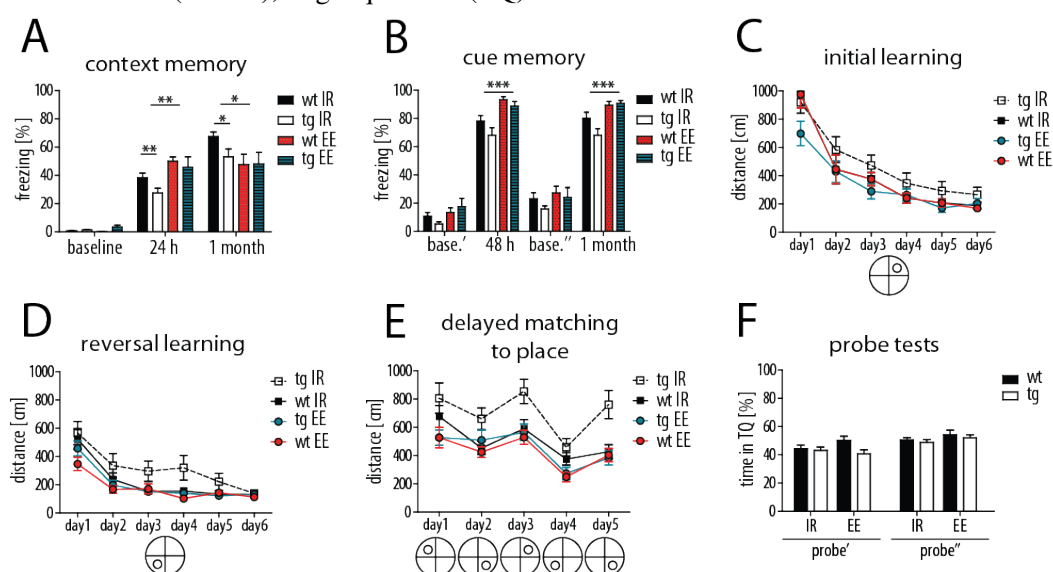 A
context memory
freezing [%]
100
80
60
40
20
0
**
**
*
*
baseline
24 h
1 month
wt IR
tg IR
wt EE
tg EE
B
cue memory
freezing [%]
100
80
60
40
20
0
***
***
base.′
48 h
base.″
1 month
wt IR
tg IR
wt EE
tg EE
C
initial learning
distance [cm]
1000
800
600
400
200
0
day1
day2
day3
day4
day5
day6
tg IR
wt IR
tg EE
wt EE
D
reversal learning
distance [cm]
1000
800
600
400
200
0
day1
day2
day3
day4
day5
day6
tg IR
wt IR
tg EE
wt EE
E
delayed matching
to place
distance [cm]
1000
800
600
400
200
0
day1
day2
day3
day4
day5
tg IR
wt IR
tg EE
wt EE
F
probe tests
time in TQ [%]
100
80
60
40
20
0
IR
EE
IR
EE
probe′
probe″
wt
tg